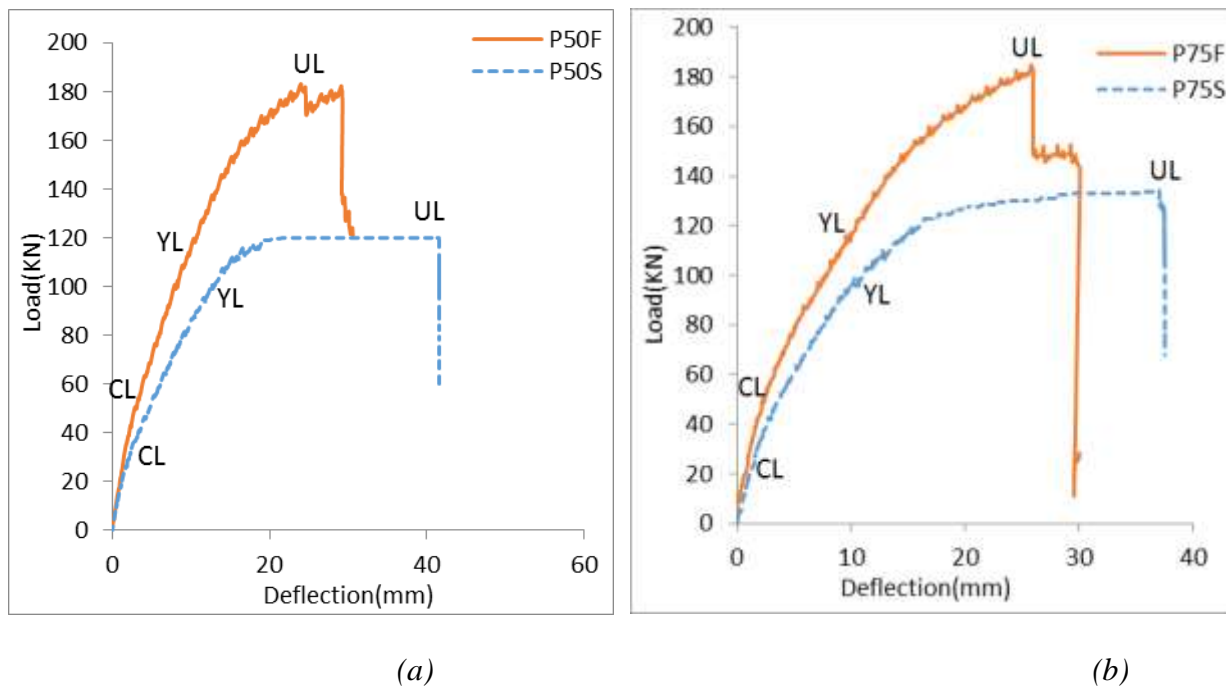 200
180
160
140
120
100
80
60
40
20
0
Load(KN)
P50F
P50S
UL
YL
UL
YL
CL
CL
0
20
40
60
Deflection(mm)
(a)
200
180
160
140
120
100
80
60
40
20
0
Load(KN)
UL
P75F
P75S
UL
YL
YL
CL
CL
0
10
20
30
40
Deflection(mm)
(b)